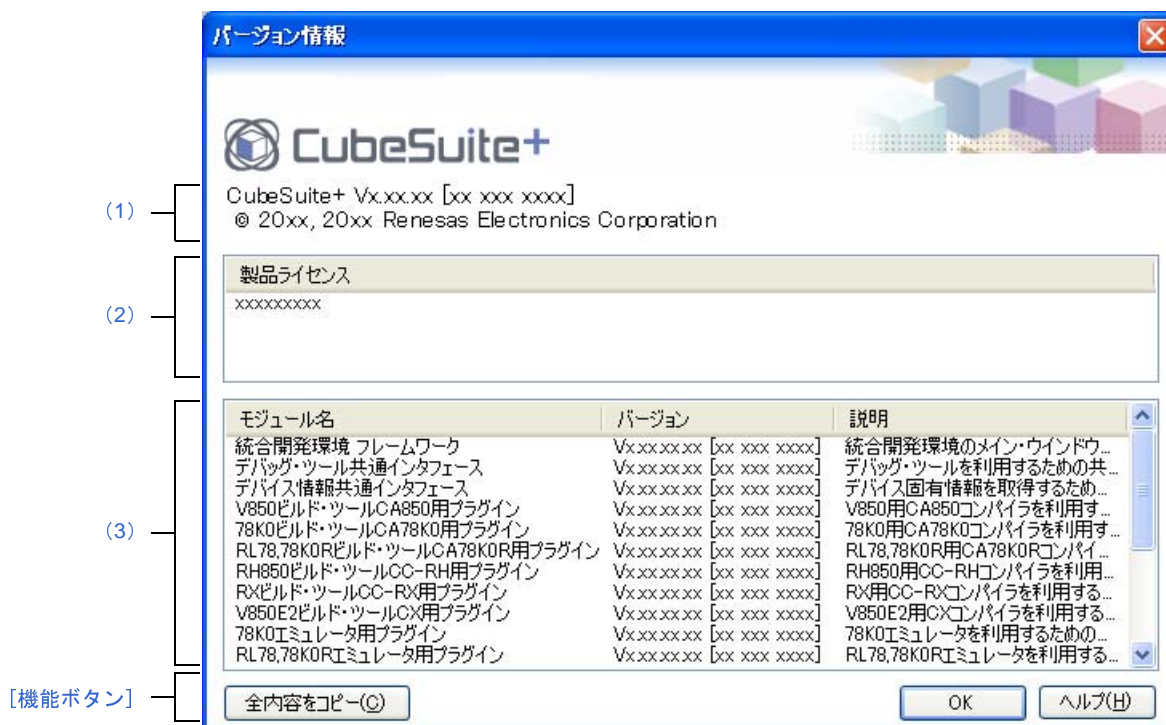 バージョン情報
CubeSuite+
(1)
CubeSuite+ Vx.xx.xx [xx xxx xxxx]
© 20xx, 20xx Renesas Electronics Corporation
(2)
製品ライセンス
xxxxxxxxx
(3)
モジュール名 バージョン 説明
統合開発環境 フレームワーク Vx.xx.xx.xx [xx xxx xxxx] 統合開発環境のメイン・ウインドウ...
デバッグ・ツール共通インタフェース Vx.xx.xx.xx [xx xxx xxxx] デバッグ・ツールを利用するための共...
デバイス情報共通インタフェース Vx.xx.xx.xx [xx xxx xxxx] デバイス固有情報を取得するため...
V850ビルド・ツールCA850用プラグイン Vx.xx.xx.xx [xx xxx xxxx] V850用CA850コンパイラを利用す...
78K0ビルド・ツールCA78K0用プラグイン Vx.xx.xx.xx [xx xxx xxxx] 78K0用CA78K0コンパイラを利用す...
RL78,78K0Rビルド・ツールCA78K0R用プラグイン Vx.xx.xx.xx [xx xxx xxxx] RL78,78K0R用CA78K0Rコンパイ...
RH850ビルド・ツールCC-RH用プラグイン Vx.xx.xx.xx [xx xxx xxxx] RH850用CC-RHコンパイラを利用...
RXビルド・ツールCC-RX用プラグイン Vx.xx.xx.xx [xx xxx xxxx] RX用CC-RXコンパイラを利用する...
V850E2ビルド・ツールCX用プラグイン Vx.xx.xx.xx [xx xxx xxxx] V850E2用CXコンパイラを利用する...
78K0エミュレータ用プラグイン Vx.xx.xx.xx [xx xxx xxxx] 78K0エミュレータを利用するための...
RL78,78K0Rエミュレータ用プラグイン Vx.xx.xx.xx [xx xxx xxxx] RL78,78K0Rエミュレータを利用する...
[機能ボタン]
全内容をコピー(C) OK ヘルプ(H)